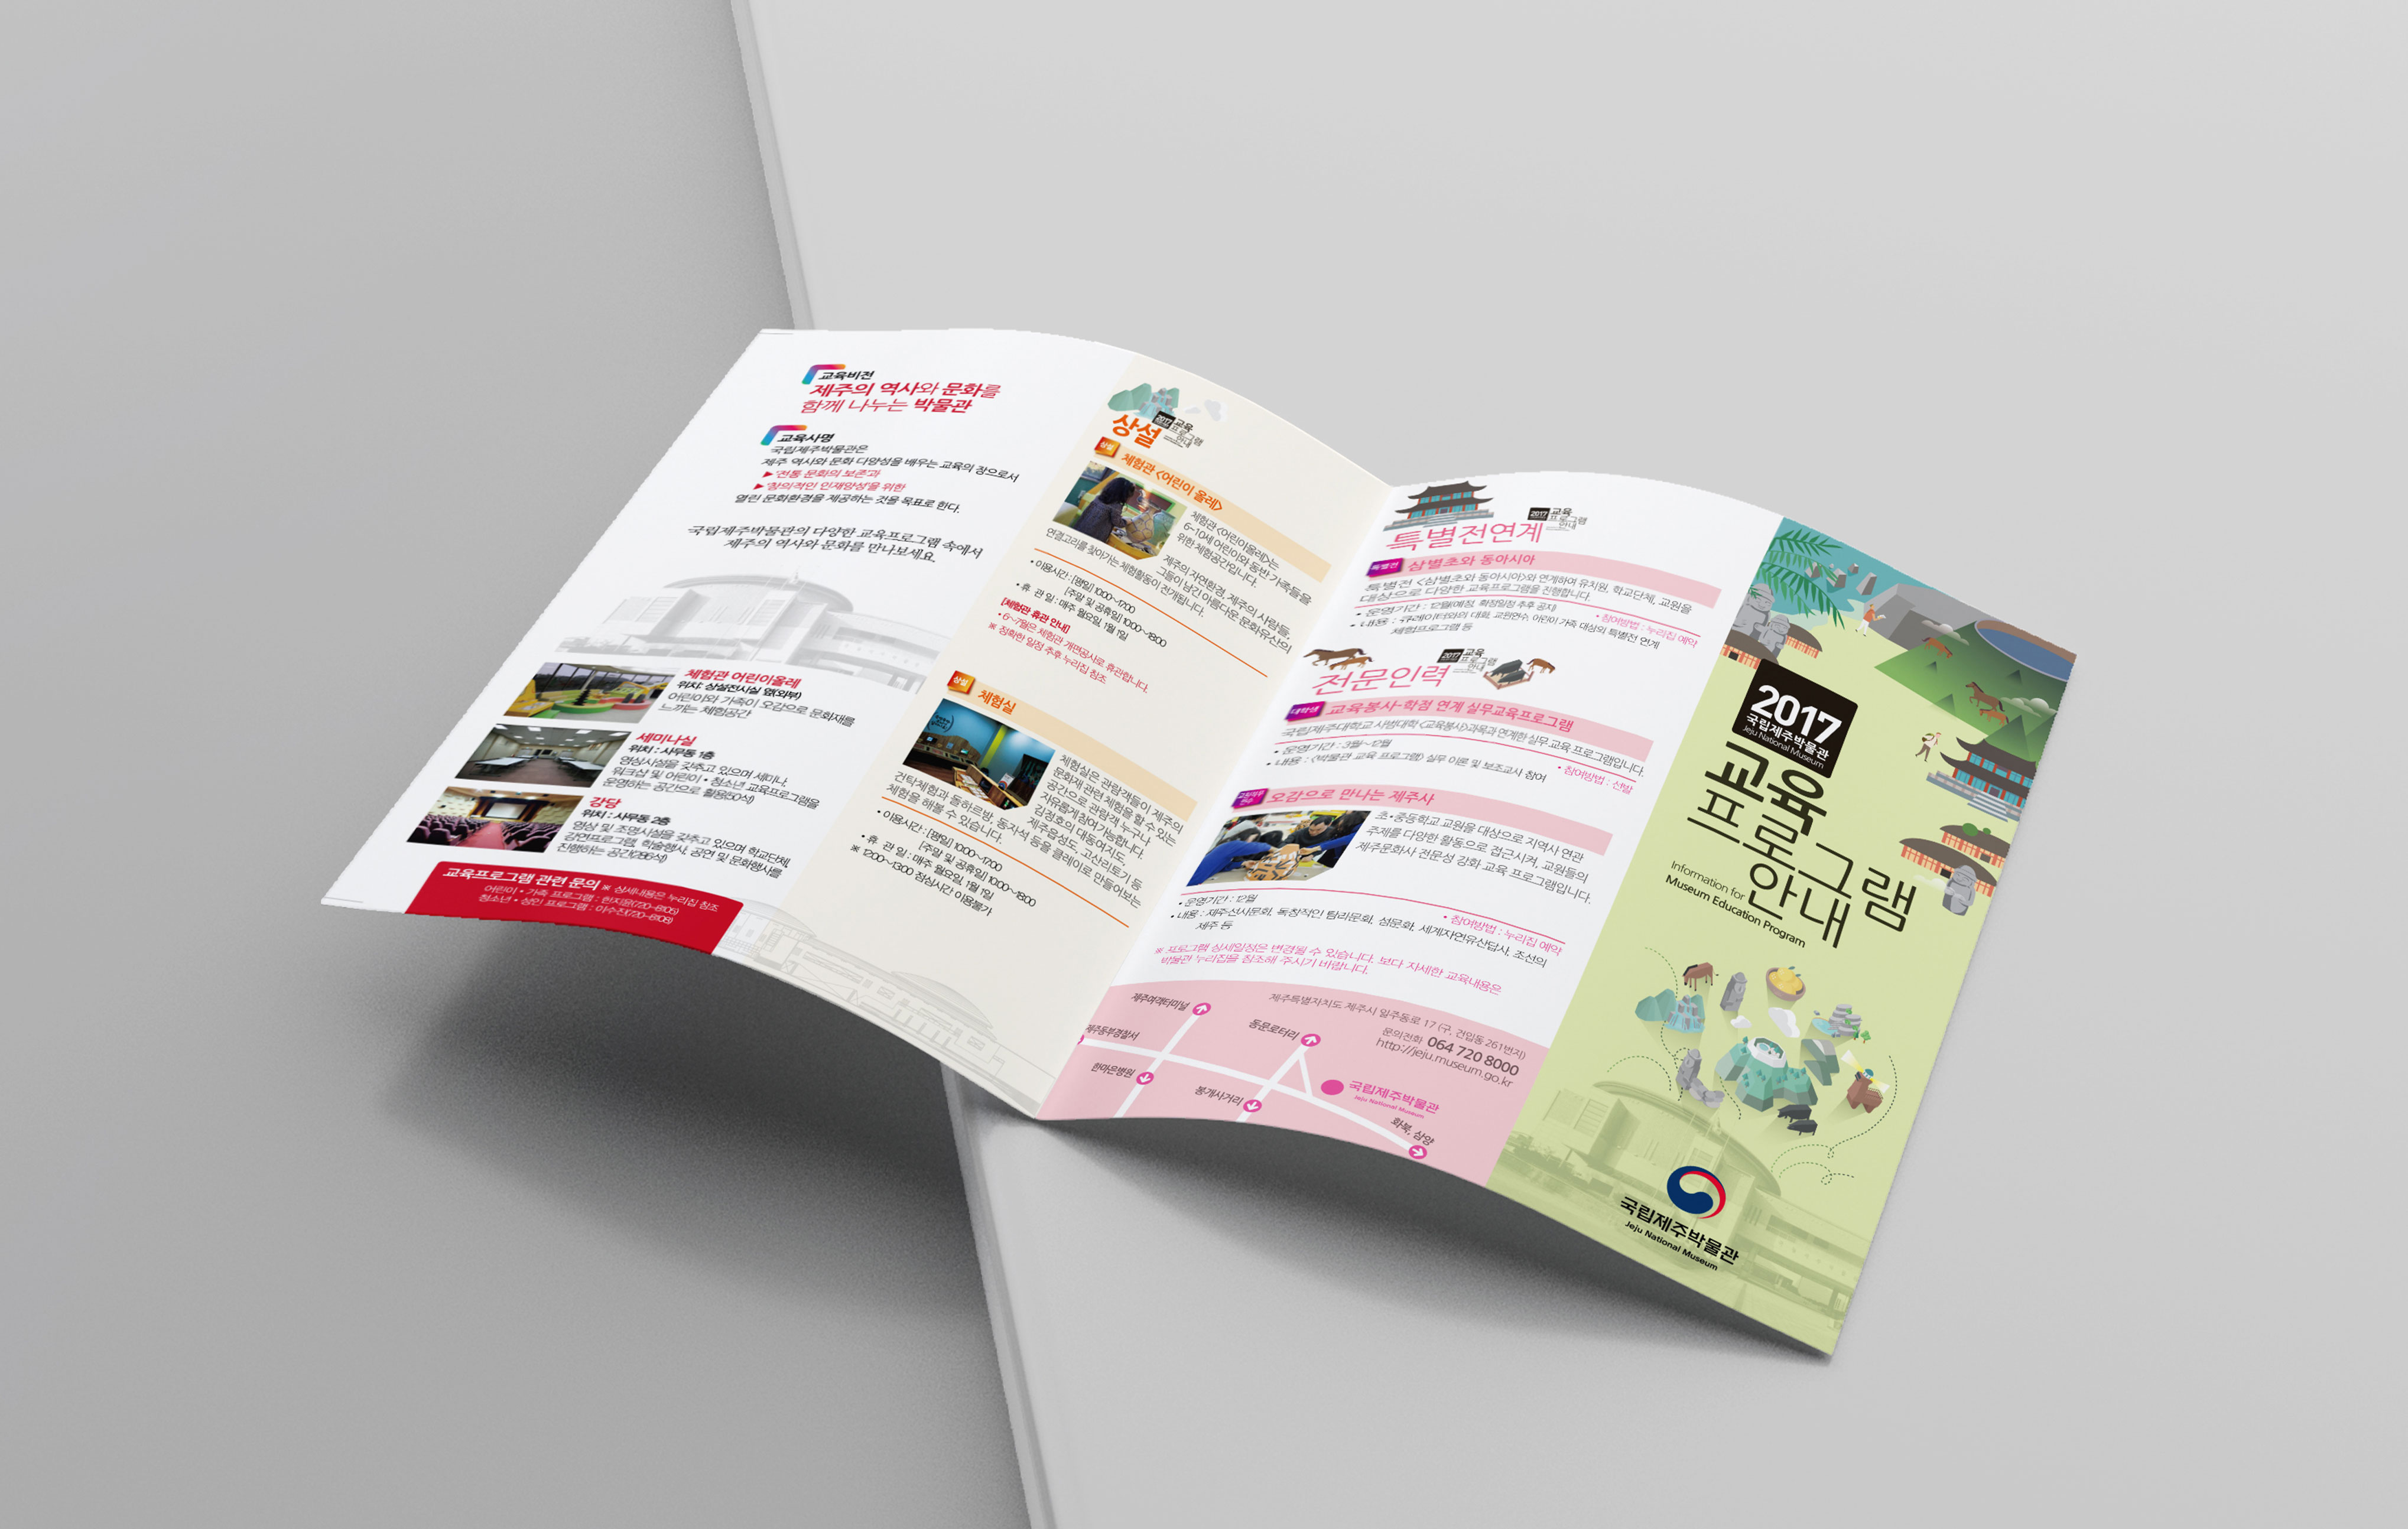 교육비전
제주의 역사와 문화를
함께 나누는 박물관
교육사명
국립제주박물관은
제주 역사와 문화 다양성을 배우는 교육의 장으로서
▶ '전통 문화의 보존'과
▶ '창의적인 인재양성'을 위한
열린 문화환경을 제공하는 것을 목표로 한다.
국립제주박물관의 다양한 교육프로그램 속에서
제주의 역사와 문화를 만나보세요.
체험관 어린이올레
위치: 상설전시실 옆(외부)
어린이와 가족이 오감으로 문화재를
느끼는 체험공간
세미나실
위치 : 사무동 1층
영상시설을 갖추고 있으며 세미나,
워크샵 및 어린이 • 청소년 교육프로그램을
운영하는 공간으로 활용(50석)
강당
위치 : 사무동 2층
영상 및 조명시설을 갖추고 있으며 학교단체,
강연프로그램, 학술행사, 공연 및 문화행사를
진행하는 공간(256석)
교육프로그램 관련 문의 ※ 상세내용은 누리집 참조
어린이 • 가족 프로그램 : 한지윤(720-8105)
청소년 • 성인 프로그램 : 이수진
2017 교육
프로그램
안내
상설
상설 체험관 <어린이 올레>
체험관 <어린이올레>는
6~10세 어린이와 동반 가족들을
위한 체험공간입니다.
제주의 자연환경, 제주의 사람들,
그들이 남긴 아름다운 문화유산의
연결고리를 찾아가는 체험활동이 전개됩니다.
• 이용시간 : [평일] 10:00~17:00
[주말 및 공휴일] 10:00~18:00
• 휴 관 일 : 매주 월요일, 1월 1일
[체험관 휴관 안내]
• 6~7월은 체험관 개편공사로 휴관합니다.
※ 정확한 일정 추후 누리집 참조
상설 체험실
체험실은 관람객들이 제주의
문화재 관련 체험을 할 수 있는
공간으로 관람객 누구나
자유롭게 참여가능합니다.
김정호의 대동여지도,
제주읍성도, 고산리토기 등
건탁체험과 돌하르방, 동자석 등을 클레이로 만들어보는
체험을 해볼 수 있습니다.
• 이용시간 : [평일] 10:00~17:00
[주말 및 공휴일] 10:00~18:00
• 휴 관 일 : 매주 월요일, 1월 1일
※ 12:00~13:00 점심시간 이용불가
2017 교육
프로그램
안내
특별전연계
특별전 삼별초와 동아시아
특별전 <삼별초와 동아시아>와 연계하여 유치원, 학교단체, 교원을
대상으로 다양한 교육프로그램을 진행합니다.
• 운영기간 : 12월(예정, 확정일정 추후 공지)
• 참여방법 : 누리집 예약
• 내용 : 큐레이터와의 대화, 교원연수, 어린이 가족 대상의 특별전 연계
체험프로그램 등
2017 교육
프로그램
안내
전문인력
대학생 교육봉사-학점 연계 실무교육프로그램
국립제주대학교 사범대학 <교육봉사>과목과 연계한 실무 교육 프로그램입니다.
• 운영기간 : 3월~12월
• 참여방법 : 선발
• 내용 : <박물관 교육 프로그램> 실무 이론 및 보조교사 참여
오감으로 만나는 제주사
초•중등학교 교원을 대상으로 지역사 연관
주제를 다양한 활동으로 접근시켜, 교원들의
제주문화사 전문성 강화 교육 프로그램입니다.
• 운영기간 : 12월
• 참여방법 : 누리집 예약
• 내용 : 제주선사문화, 독창적인 탐라문화, 섬문화, 세계자연유산답사, 조선의
제주 등
※ 프로그램 상세일정은 변경될 수 있습니다. 보다 자세한 교육내용은
박물관 누리집을 참조해 주시기 바랍니다.
제주특별자치도 제주시 일주동로 17 (구, 건입동 261번지)
문의전화 064 720 8000
http://jeju.museum.go.kr
제주여객터미널
제주동부경찰서
한마음병원
동문로터리
봉개사거리
국립제주박물관
Jeju National Museum
화북, 삼양
2017
국립제주박물관
Jeju National Museum
교육
프로그램
안내
Information for
Museum Education Program
국립제주박물관
Jeju National Museum